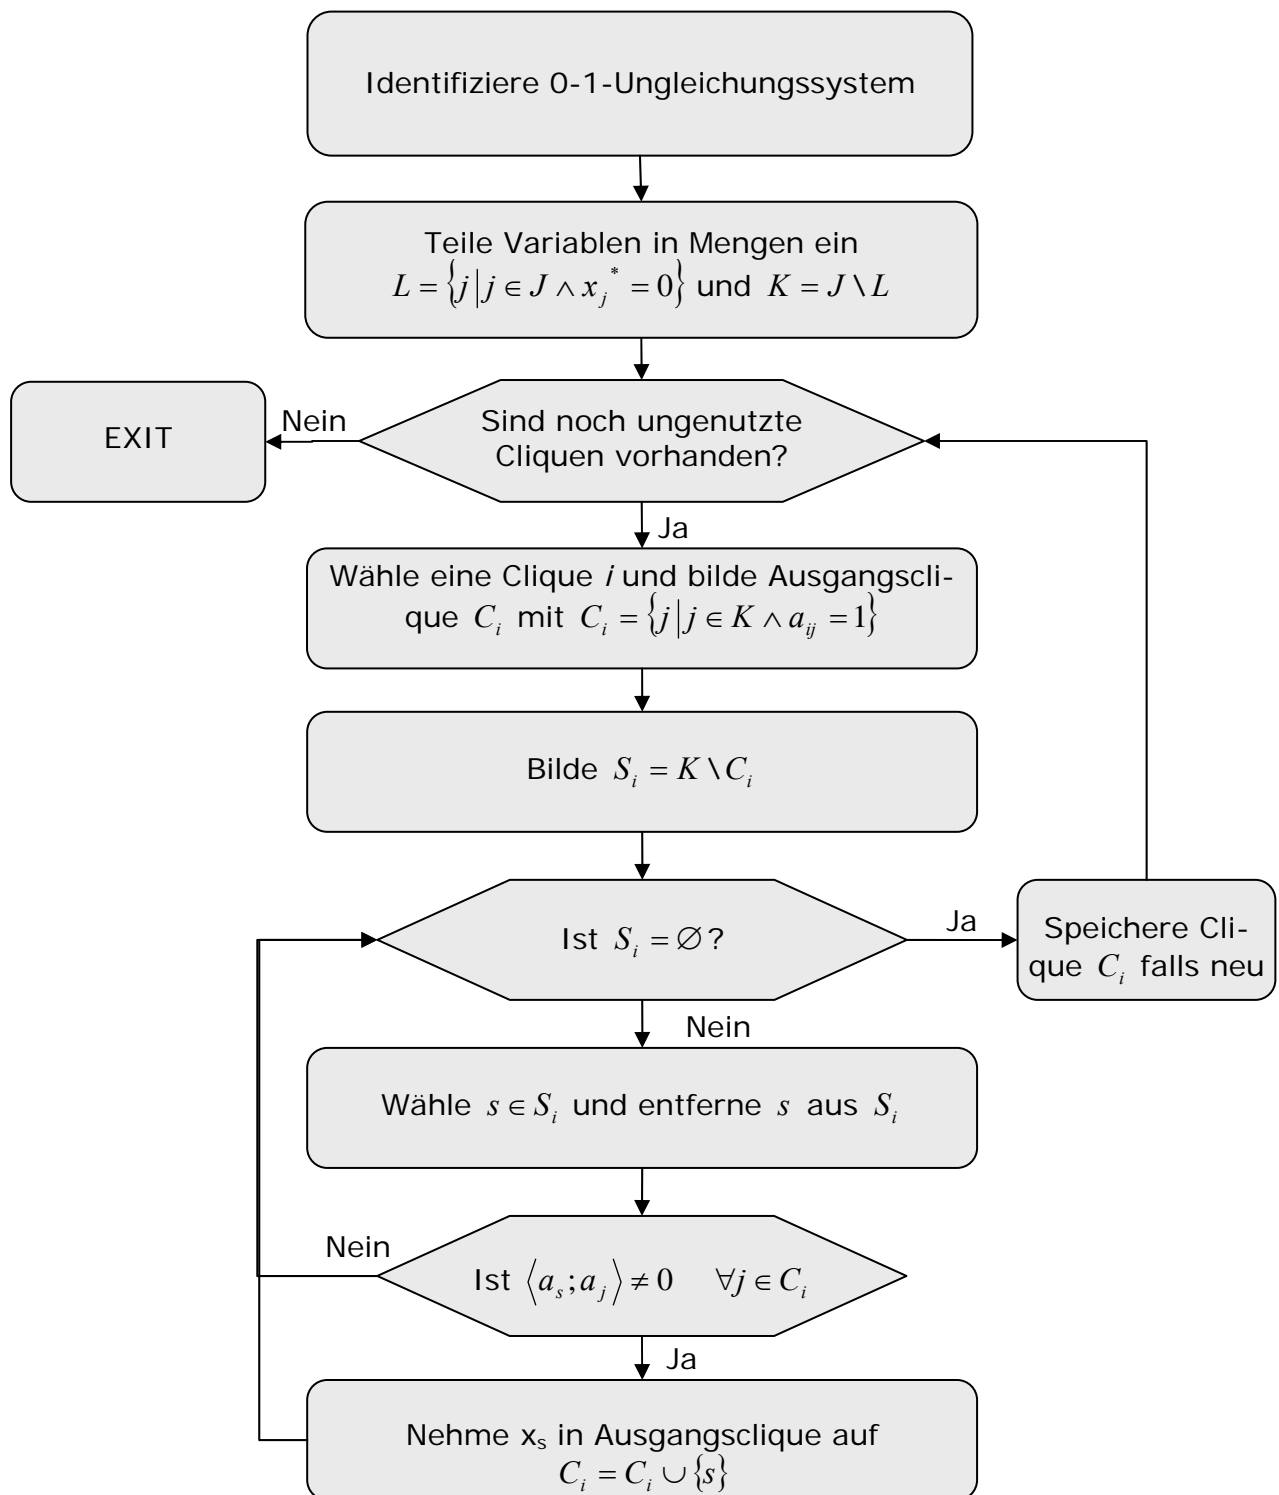 Identifiziere 0-1-Ungleichungssystem
Teile Variablen in Mengen ein
L = {j | j ∈ J ∧ x_j* = 0} und K = J \ L
EXIT
Nein
Sind noch ungenutzte
Cliquen vorhanden?
Ja
Wähle eine Clique i und bilde Ausgangscli-
que C_i mit C_i = {j | j ∈ K ∧ a_ij = 1}
Bilde S_i = K \ C_i
Ist S_i = ∅?
Ja
Speichere Cli-
que C_i falls neu
Nein
Wähle s ∈ S_i und entferne s aus S_i
Nein
Ist ⟨a_s; a_j⟩ ≠ 0 ∀j ∈ C_i
Ja
Nehme x_s in Ausgangsclique auf
C_i = C_i ∪ {s}